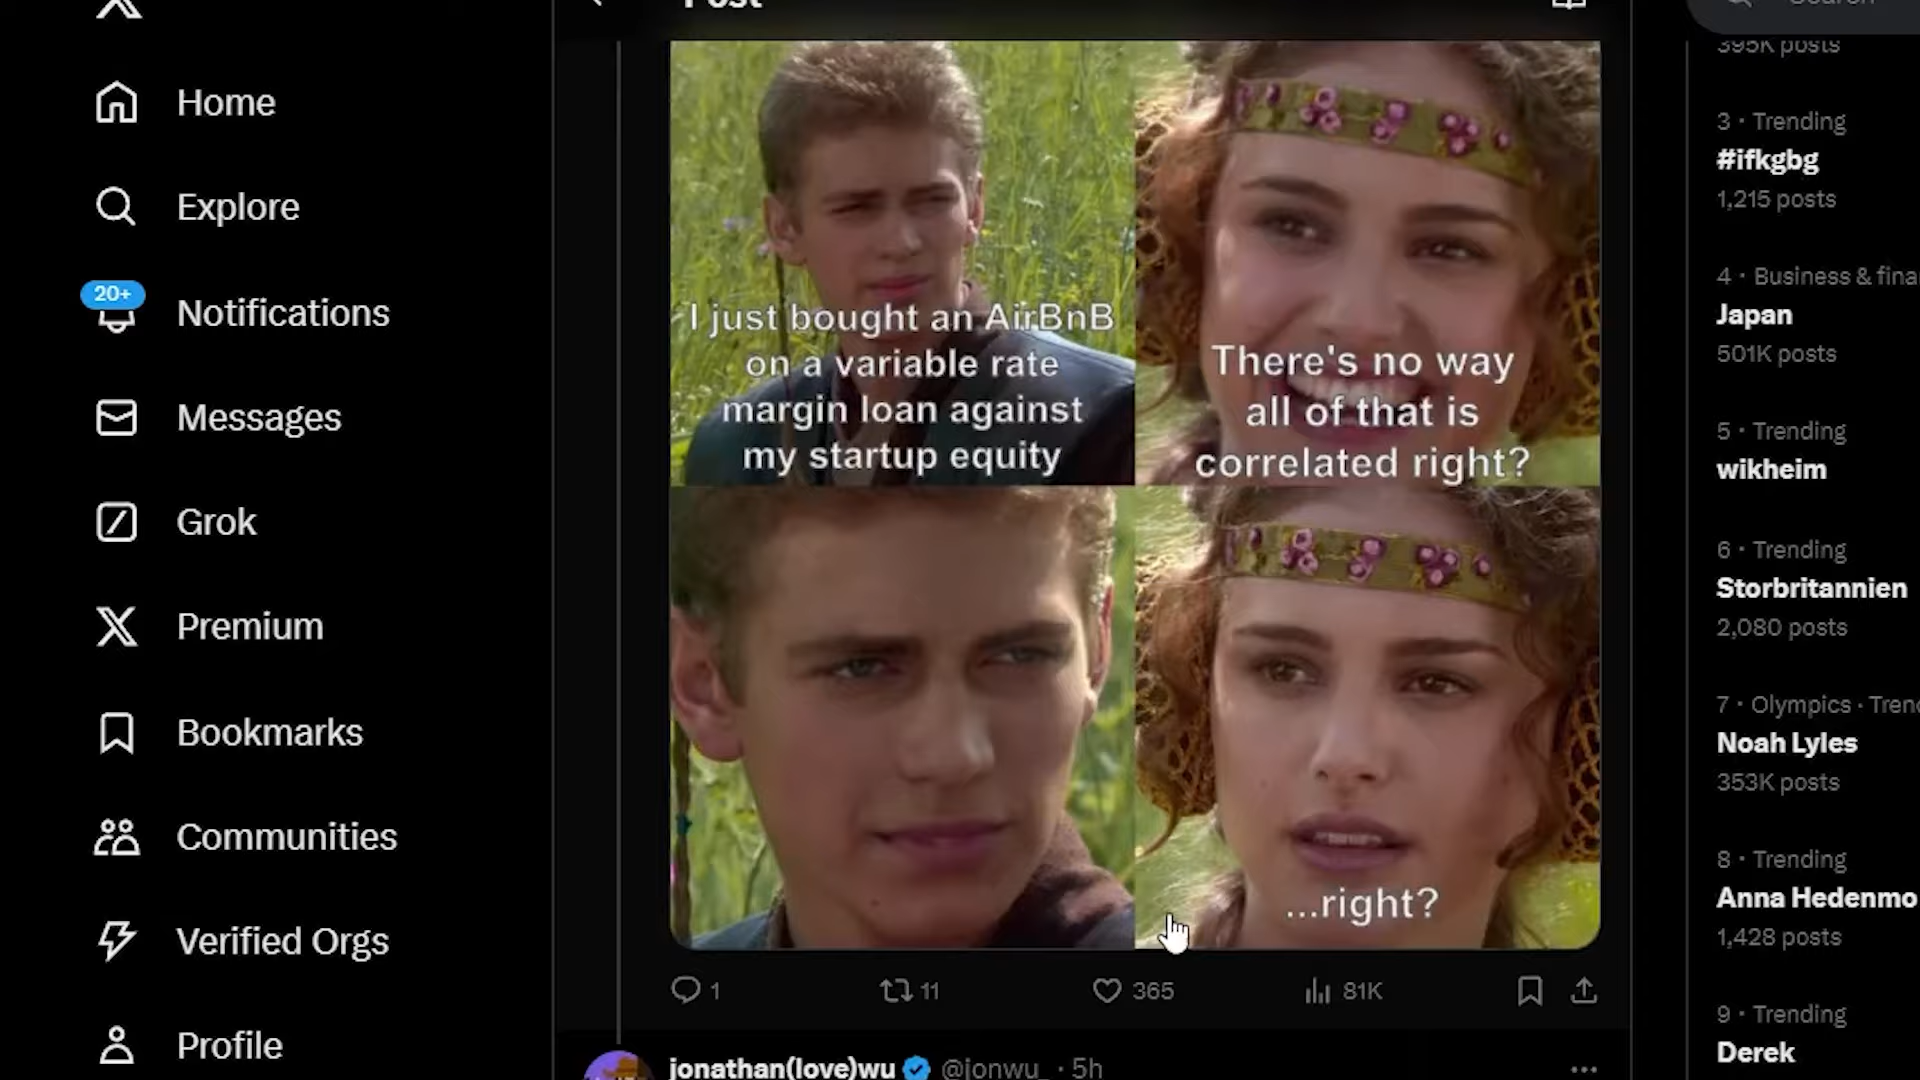 Post
Search
Home
Explore
20+
Notifications
Messages
Grok
Premium
Bookmarks
Communities
Verified Orgs
Profile
I just bought an AirBnB
on a variable rate
margin loan against
my startup equity
There's no way
all of that is
correlated right?
...right?
1
11
365
81K
jonathan(love)wu @jonwu_ · 5h
395K posts
3 · Trending
#ifkgbg
1,215 posts
4 · Business & finan
Japan
501K posts
5 · Trending
wikheim
6 · Trending
Storbritannien
2,080 posts
7 · Olympics · Trend
Noah Lyles
353K posts
8 · Trending
Anna Hedenmo
1,428 posts
9 · Trending
Derek